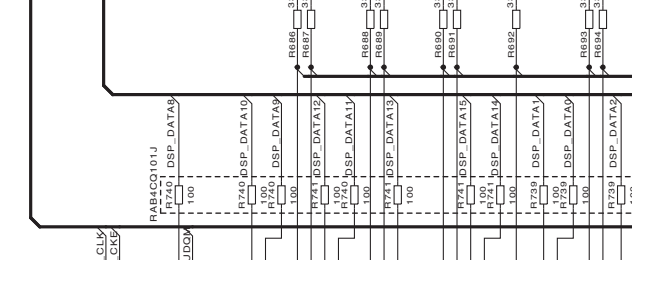 R686
R687
R688
R689
R690
R691
R692
R693
R694
DSP_DATA8
DSP_DATA10
DSP_DATA9
DSP_DATA12
DSP_DATA11
DSP_DATA13
DSP_DATA15
DSP_DATA14
DSP_DATA1
DSP_DATA0
DSP_DATA2
RAB4CQ101J
R740
100
R740
100
R740
100
R741
100
R740
100
R741
100
R741
100
R741
100
R739
100
R739
100
R739
CLK
CKE
UDQM